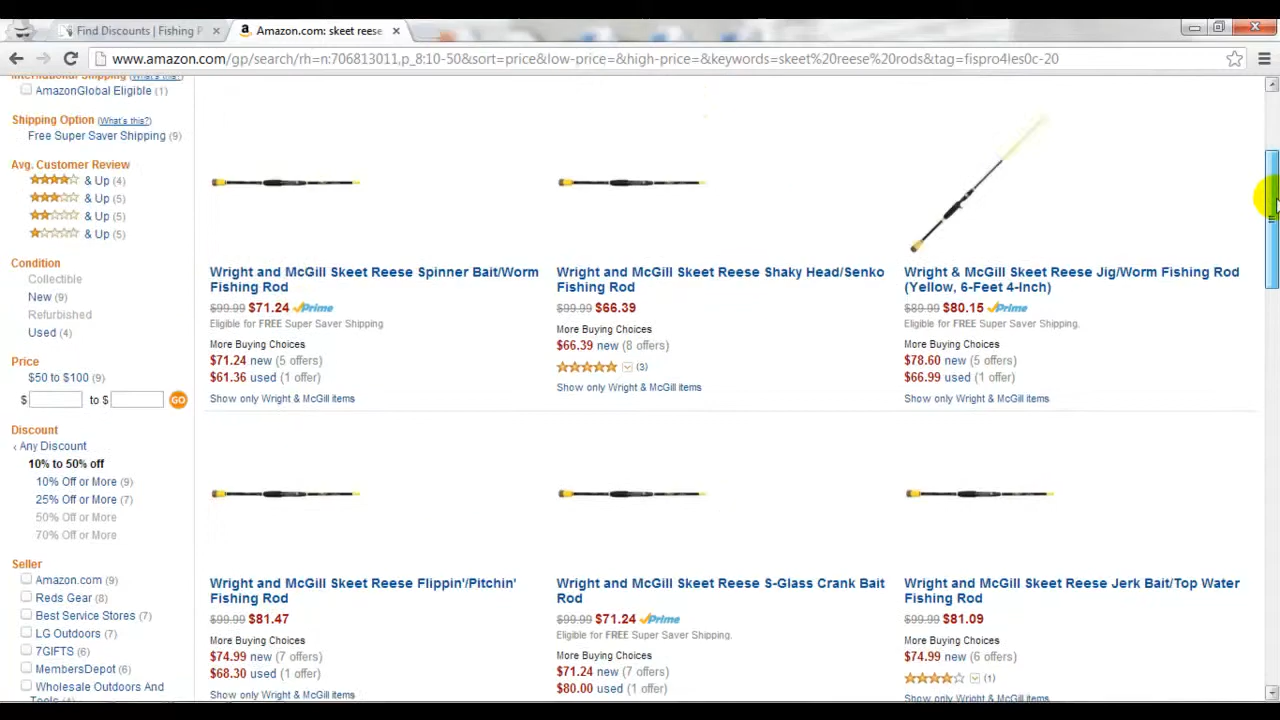 Find Discounts | Fishing P
Amazon.com: skeet reese
www.amazon.com/gp/search/rh=n:706813011,p_8:10-50&sort=price&low-price=&high-price=&keywords=skeet%20reese%20rods&tag=fispro4les0c-20
International Shipping (What's this?)
AmazonGlobal Eligible (1)
Shipping Option (What's this?)
Free Super Saver Shipping (9)
Avg. Customer Review
& Up (4)
& Up (5)
& Up (5)
& Up (5)
Condition
Collectible
New (9)
Refurbished
Used (4)
Price
$50 to $100 (9)
$ to $ GO
Discount
‹ Any Discount
10% to 50% off
10% Off or More (9)
25% Off or More (7)
50% Off or More
70% Off or More
Seller
Amazon.com (9)
Reds Gear (8)
Best Service Stores (7)
LG Outdoors (7)
7GIFTS (6)
MembersDepot (6)
Wholesale Outdoors And
Wright and McGill Skeet Reese Spinner Bait/Worm
Fishing Rod
$99.99 $71.24 Prime
Eligible for FREE Super Saver Shipping
More Buying Choices
$71.24 new (5 offers)
$61.36 used (1 offer)
Show only Wright & McGill items
Wright and McGill Skeet Reese Shaky Head/Senko
Fishing Rod
$99.99 $66.39
More Buying Choices
$66.39 new (8 offers)
(3)
Show only Wright & McGill items
Wright & McGill Skeet Reese Jig/Worm Fishing Rod
(Yellow, 6-Feet 4-Inch)
$89.99 $80.15 Prime
Eligible for FREE Super Saver Shipping.
More Buying Choices
$78.60 new (5 offers)
$66.99 used (1 offer)
Show only Wright & McGill items
Wright and McGill Skeet Reese Flippin'/Pitchin'
Fishing Rod
$99.99 $81.47
More Buying Choices
$74.99 new (7 offers)
$68.30 used (1 offer)
Show only Wright & McGill items
Wright and McGill Skeet Reese S-Glass Crank Bait
Rod
$99.99 $71.24 Prime
Eligible for FREE Super Saver Shipping.
More Buying Choices
$71.24 new (7 offers)
$80.00 used (1 offer)
Wright and McGill Skeet Reese Jerk Bait/Top Water
Fishing Rod
$99.99 $81.09
More Buying Choices
$74.99 new (6 offers)
(1)
Show only Wright & McGill items